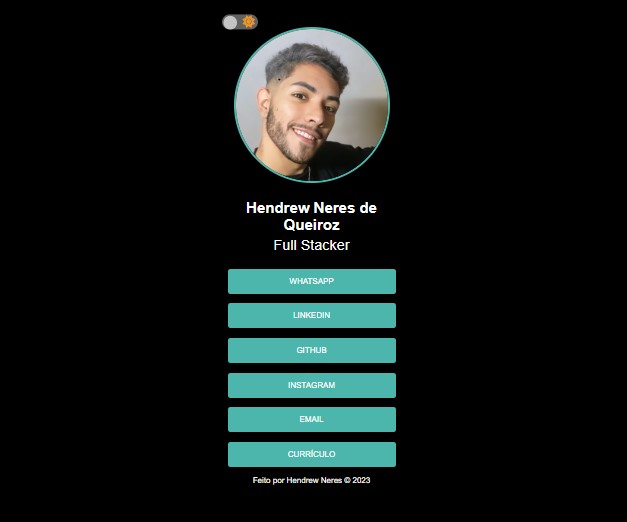 Hendrew Neres de
Queiroz
Full Stacker
WHATSAPP
LINKEDIN
GITHUB
INSTAGRAM
EMAIL
CURRÍCULO
Feito por Hendrew Neres © 2023